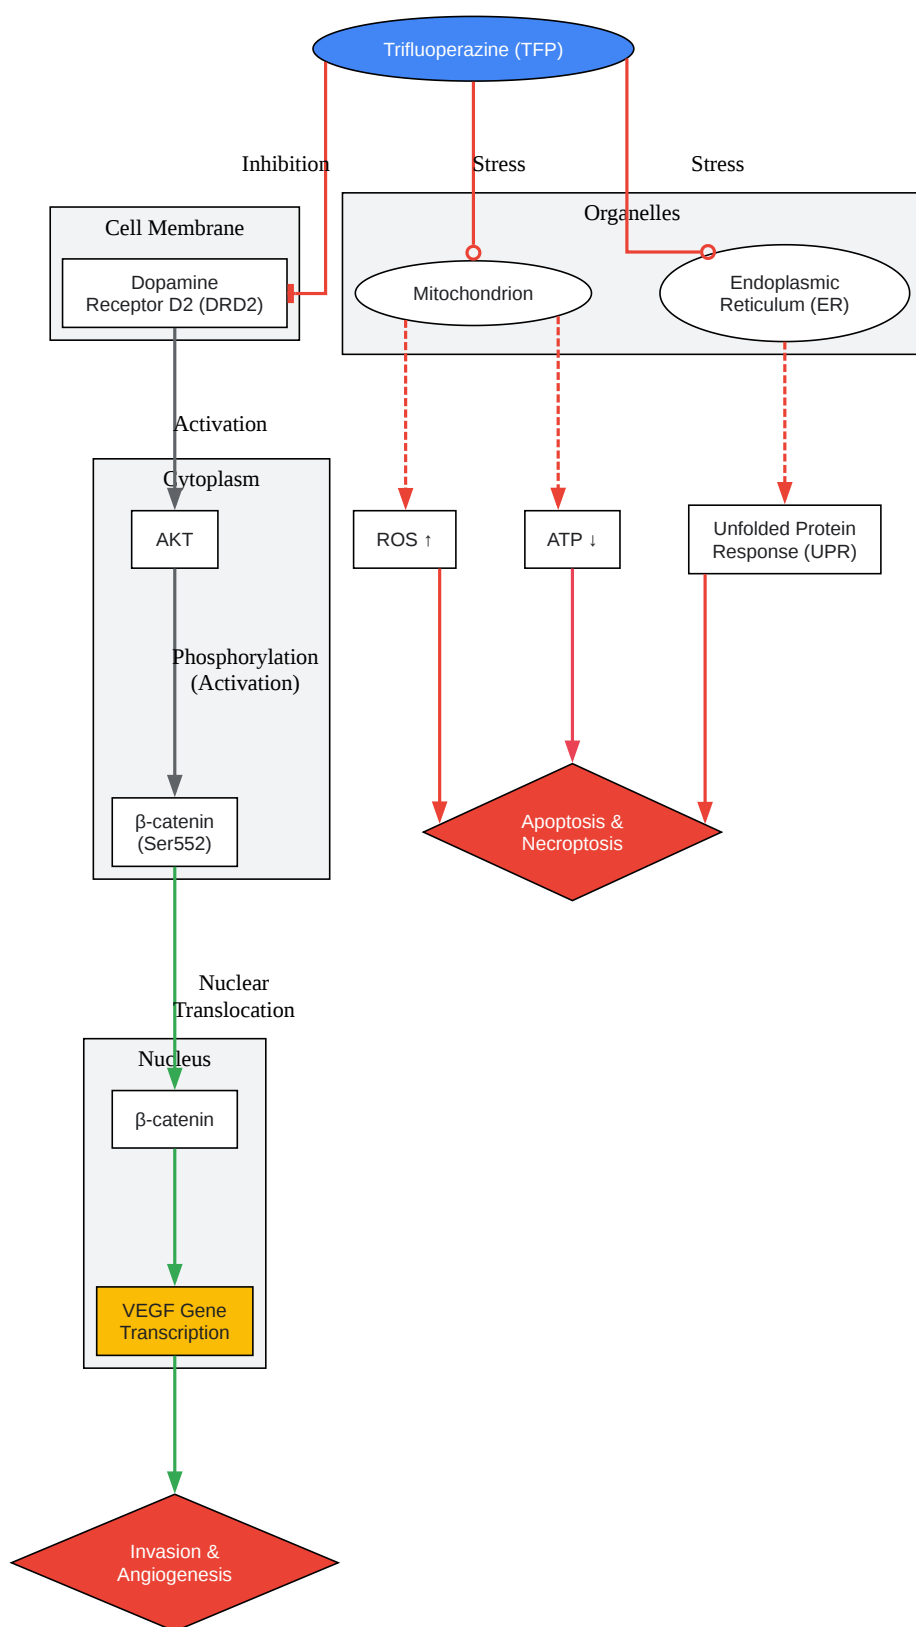 Trifluoperazine (TFP)
Inhibition
Stress
Stress
Cell Membrane
Organelles
Dopamine
Receptor D2 (DRD2)
Mitochondrion
Endoplasmic
Reticulum (ER)
Activation
Cytoplasm
AKT
ROS ↑
ATP ↓
Unfolded Protein
Response (UPR)
Phosphorylation
(Activation)
β-catenin
(Ser552)
Apoptosis &
Necroptosis
Nuclear
Translocation
Nucleus
β-catenin
VEGF Gene
Transcription
Invasion &
Angiogenesis